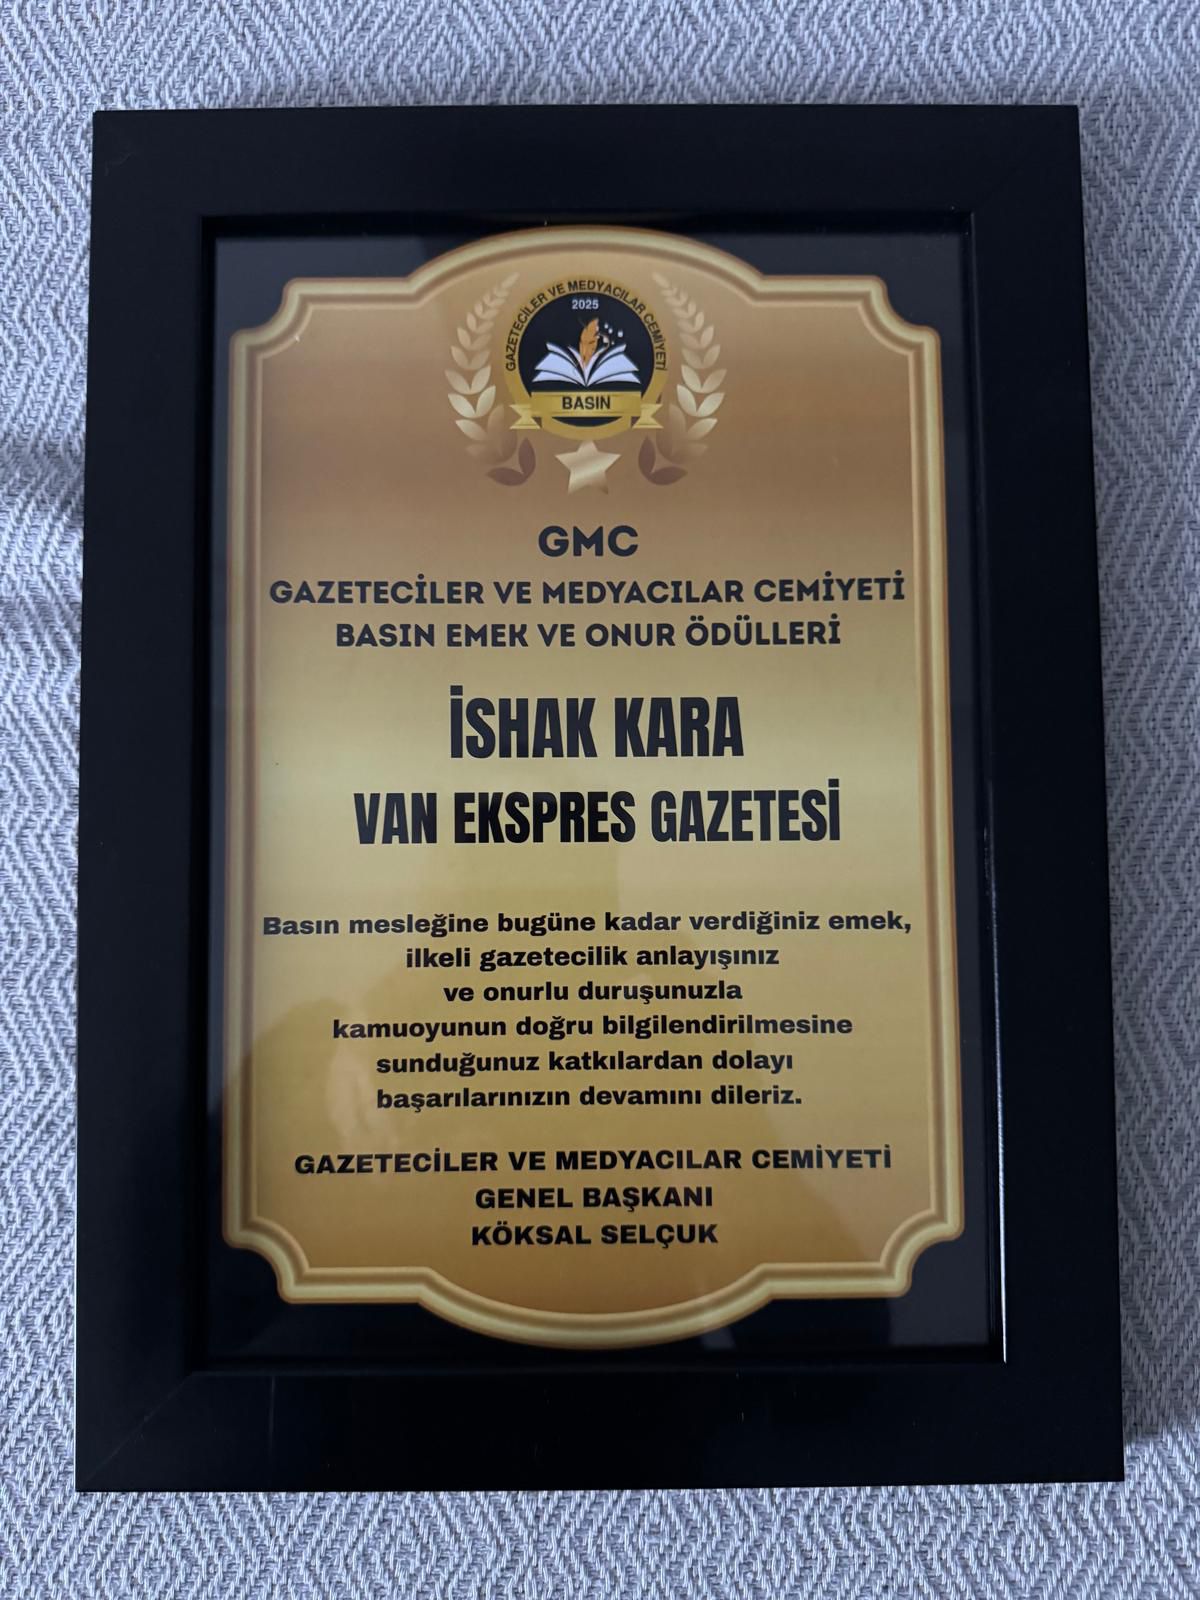 GAZETECİLER VE MEDYACILAR CEMİYETİ
2025
BASIN
GMC
GAZETECİLER VE MEDYACILAR CEMİYETİ
BASIN EMEK VE ONUR ÖDÜLLERİ
İSHAK KARA
VAN EKSPRES GAZETESİ
Basın mesleğine bugüne kadar verdiğiniz emek,
ilkeli gazetecilik anlayışınız
ve onurlu duruşunuzla
kamuoyunun doğru bilgilendirilmesine
sunduğunuz katkılardan dolayı
başarılarınızın devamını dileriz.
GAZETECİLER VE MEDYACILAR CEMİYETİ
GENEL BAŞKANI
KÖKSAL SELÇUK